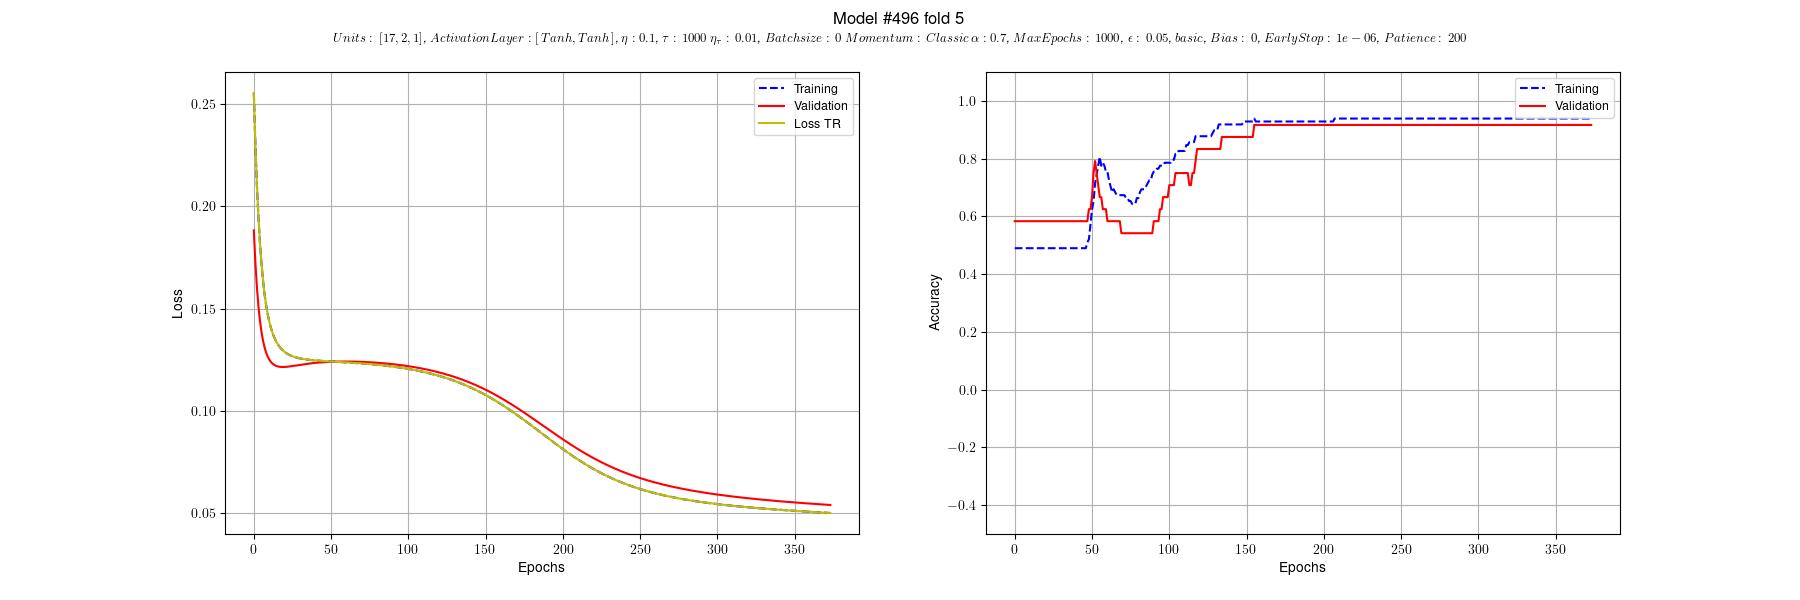 Model #496 fold 5
Units : [17, 2, 1], ActivationLayer : [Tanh, Tanh], η : 0.1, τ : 1000 ητ : 0.01, Batchsize : 0 Momentum : Classic α : 0.7, MaxEpochs : 1000, ϵ : 0.05, basic, Bias : 0, EarlyStop : 1e − 06, Patience : 200
Training
Validation
Loss TR
0.25
0.20
0.15
0.10
0.05
Loss
0 50 100 150 200 250 300 350
Epochs
Training
Validation
1.0
0.8
0.6
0.4
0.2
0.0
−0.2
−0.4
Accuracy
0 50 100 150 200 250 300 350
Epochs